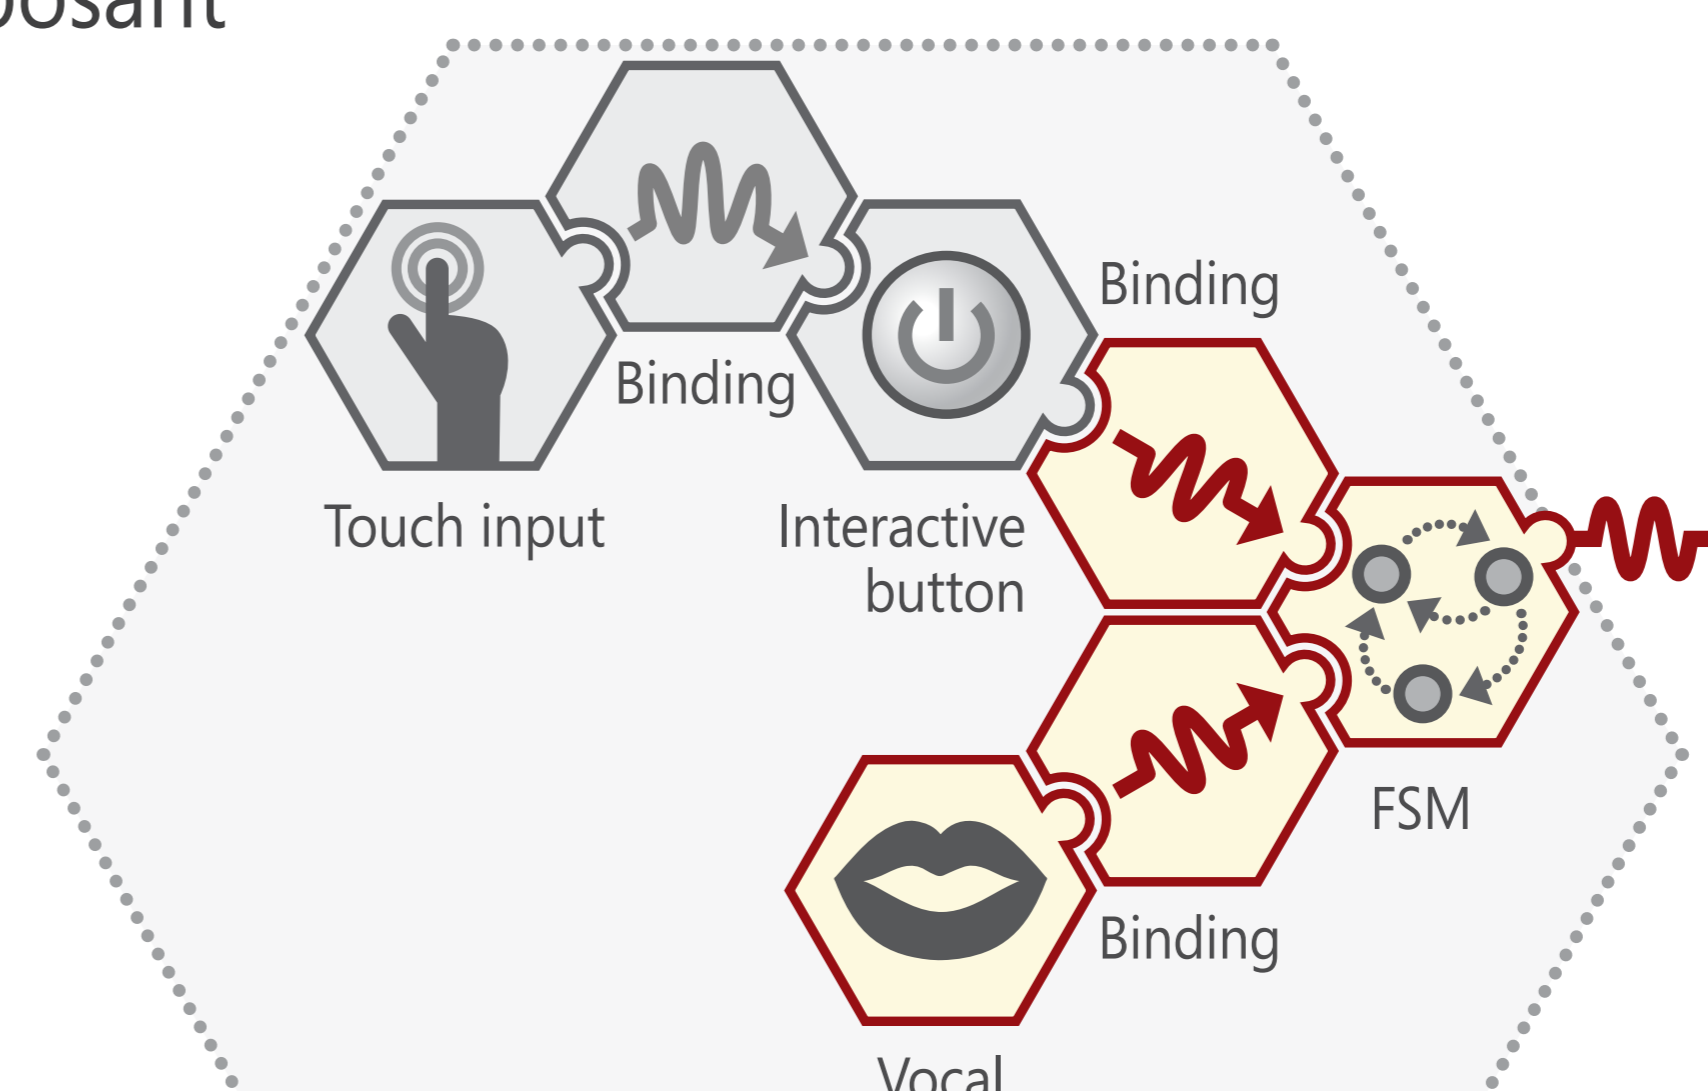 Binding
Binding
Touch input
Interactive
button
FSM
Binding
Vocal